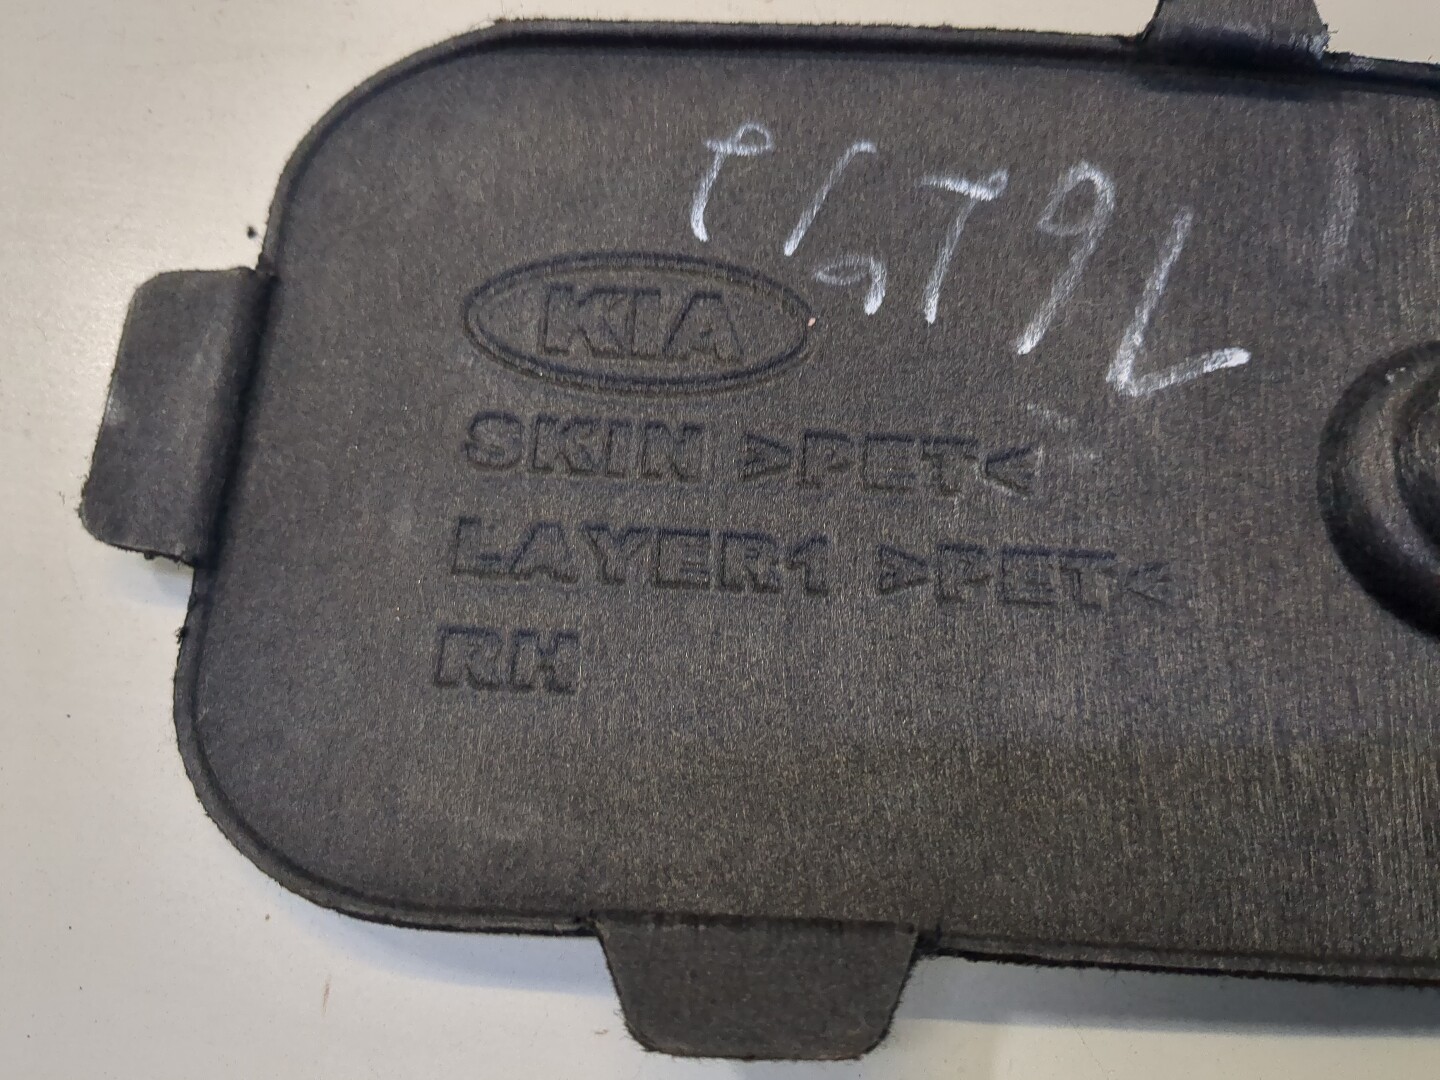 KIA
SKIN >PET<
LAYER1 >PET<
RH